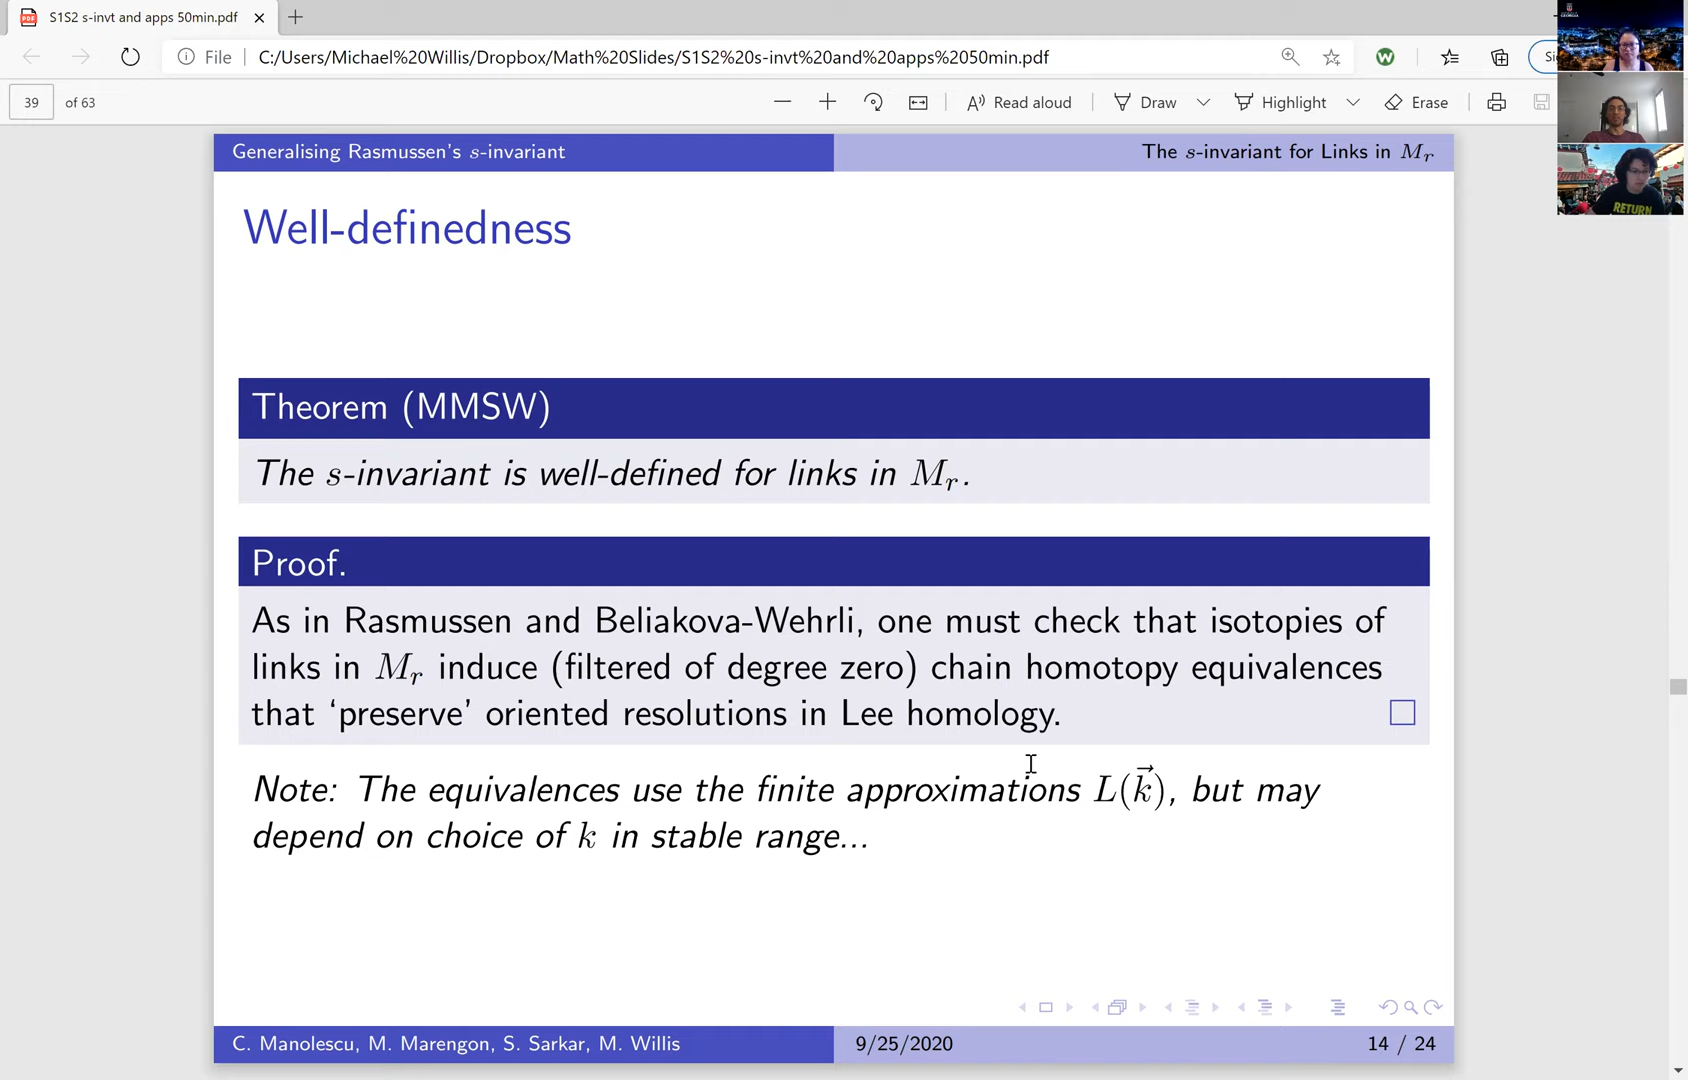 S1S2 s-invt and apps 50min.pdf
File
C:/Users/Michael%20Willis/Dropbox/Math%20Slides/S1S2%20s-invt%20and%20apps%2050min.pdf
39 of 63
Read aloud
Draw
Highlight
Erase
RETURN
Generalising Rasmussen's s-invariant
The s-invariant for Links in M_r
Well-definedness
Theorem (MMSW)
The s-invariant is well-defined for links in M_r.
Proof.
As in Rasmussen and Beliakova-Wehrli, one must check that isotopies of
links in M_r induce (filtered of degree zero) chain homotopy equivalences
that ‘preserve’ oriented resolutions in Lee homology.
Note: The equivalences use the finite approximations L(k⃗), but may
depend on choice of k in stable range...
C. Manolescu, M. Marengon, S. Sarkar, M. Willis
9/25/2020
14 / 24